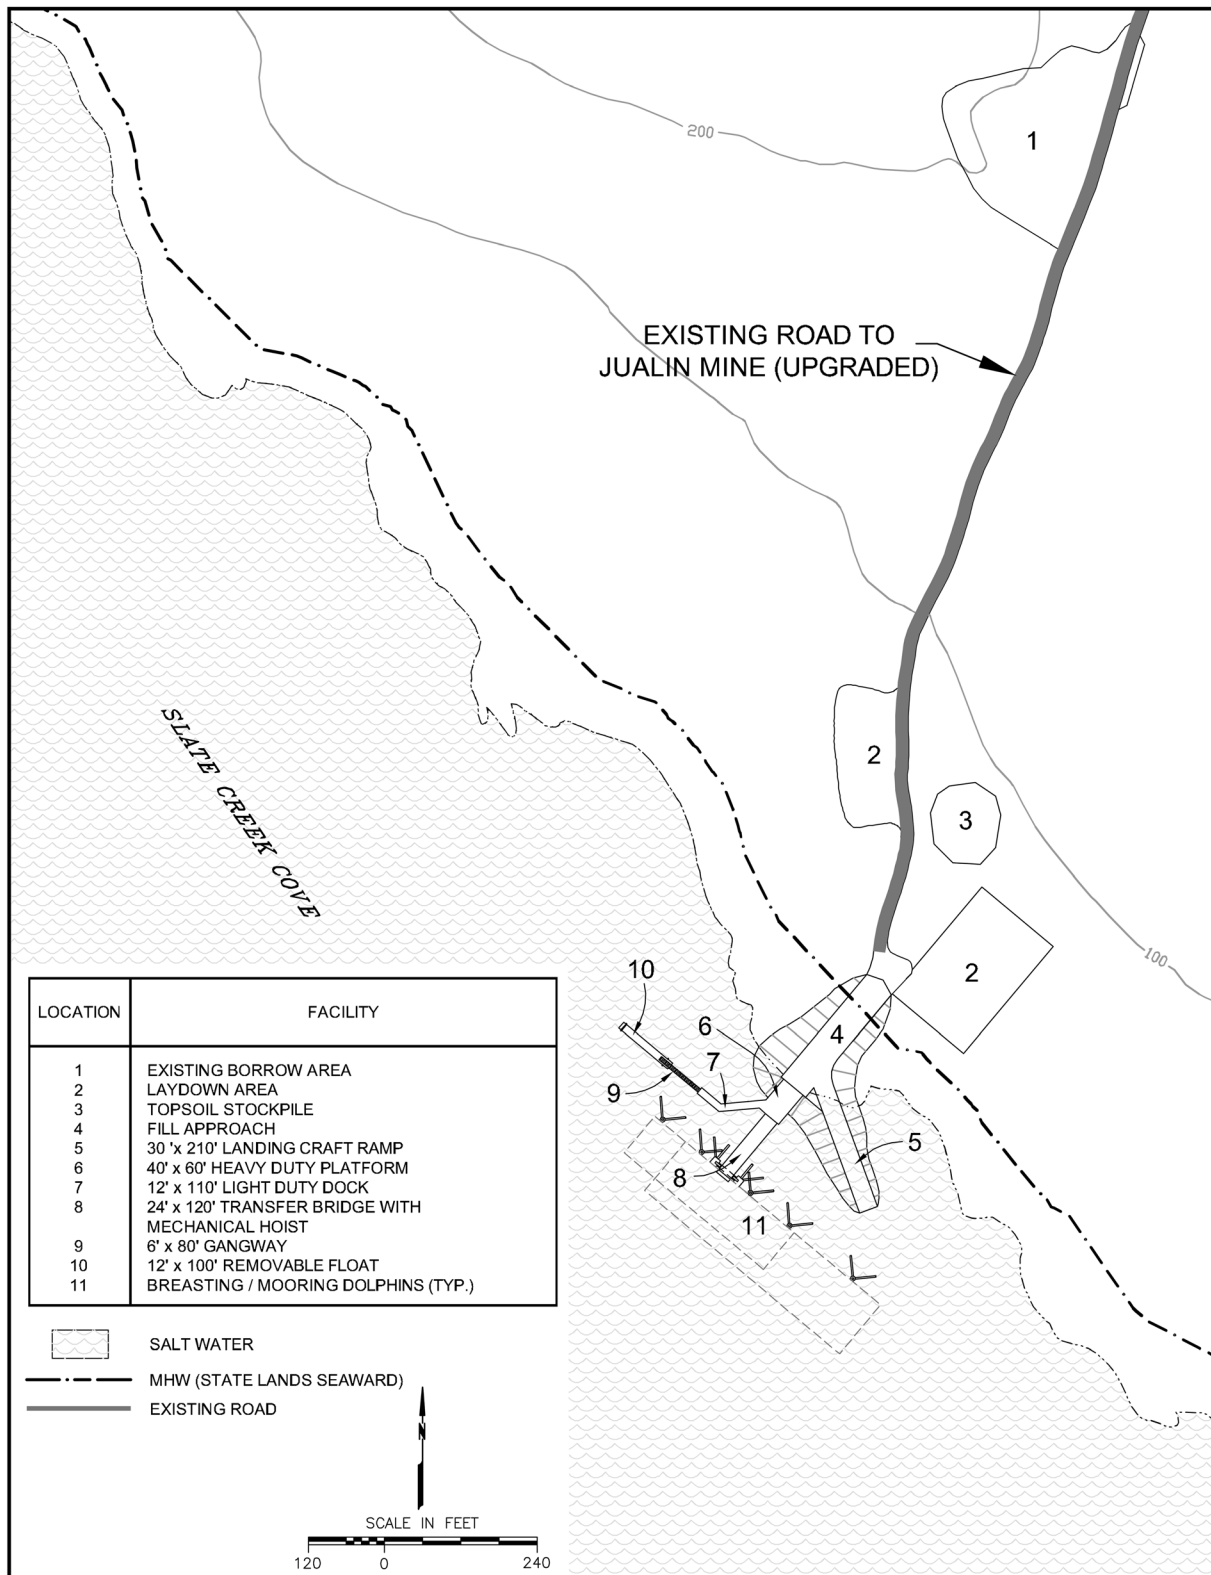 200
1
EXISTING ROAD TO
JUALIN MINE (UPGRADED)
SLATE CREEK COVE
2
3
100
2
10
6
4
7
9
5
8
11
LOCATION FACILITY
1 EXISTING BORROW AREA
2 LAYDOWN AREA
3 TOPSOIL STOCKPILE
4 FILL APPROACH
5 30 'x 210' LANDING CRAFT RAMP
6 40' x 60' HEAVY DUTY PLATFORM
7 12' x 110' LIGHT DUTY DOCK
8 24' x 120' TRANSFER BRIDGE WITH
MECHANICAL HOIST
9 6' x 80' GANGWAY
10 12' x 100' REMOVABLE FLOAT
11 BREASTING / MOORING DOLPHINS (TYP.)
SALT WATER
MHW (STATE LANDS SEAWARD)
EXISTING ROAD
N
SCALE IN FEET
120 0 240